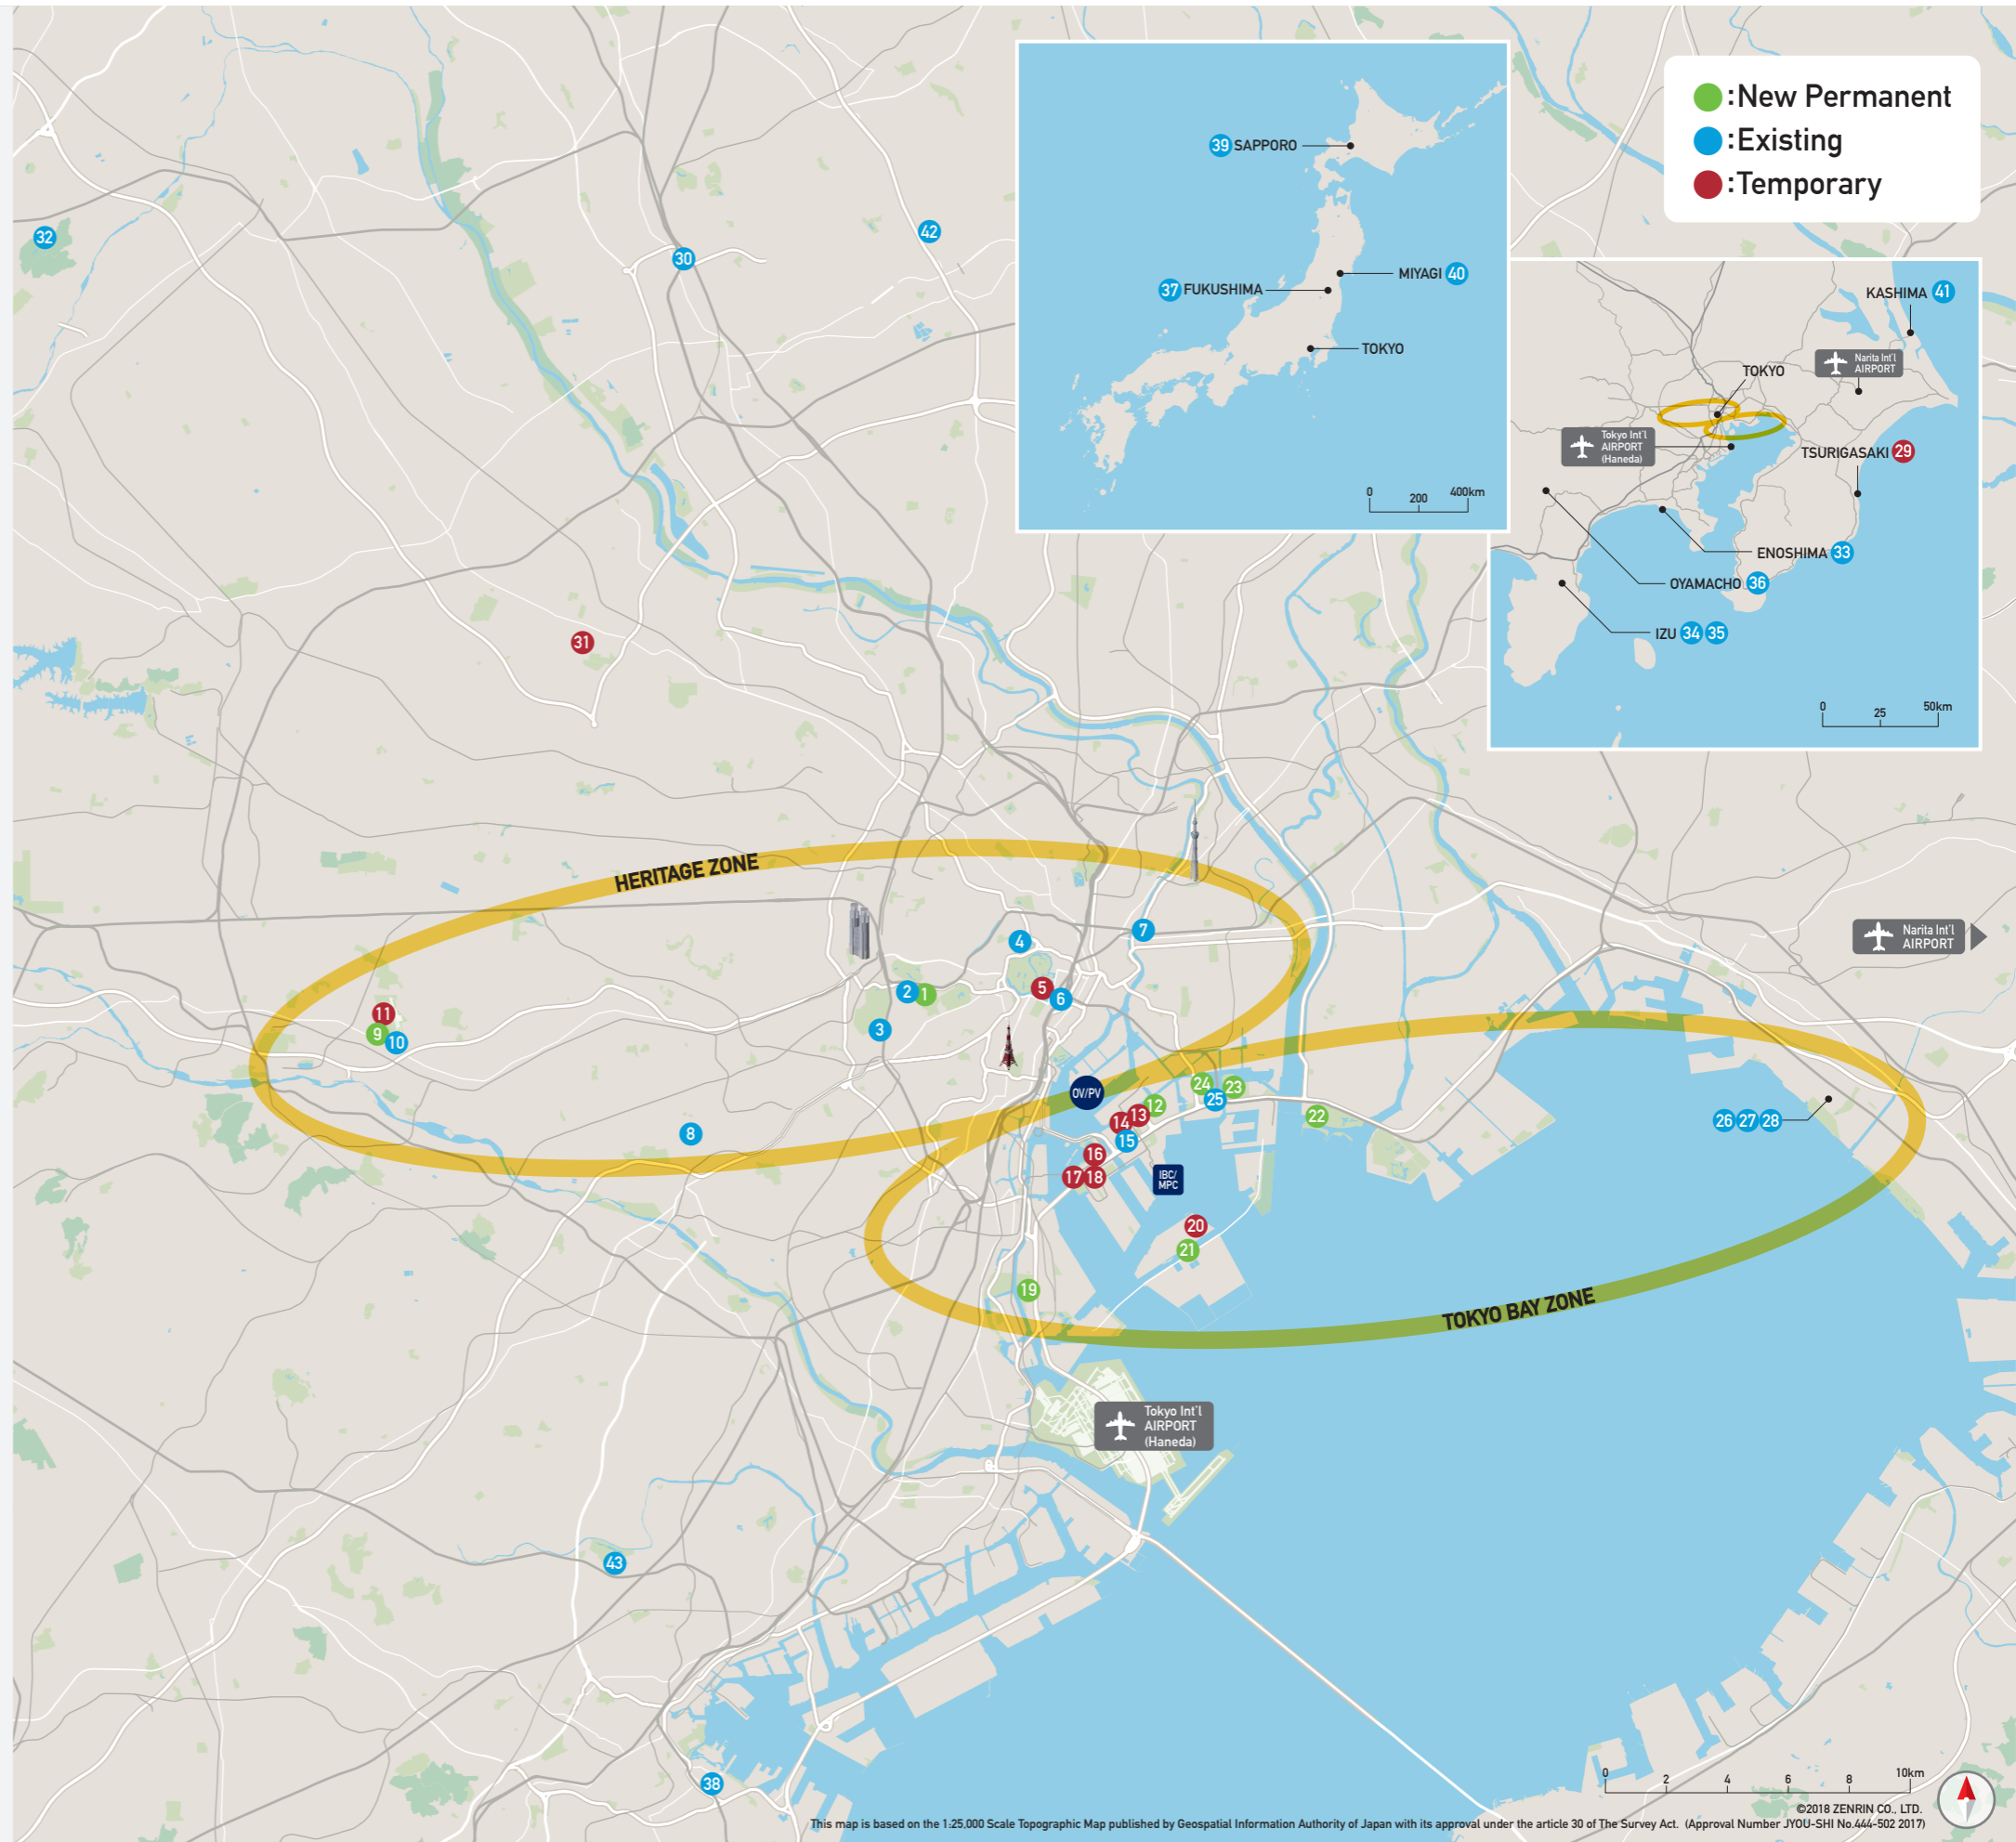 :New Permanent
:Existing
:Temporary
39 SAPPORO
MIYAGI 40
37 FUKUSHIMA
TOKYO
0 200 400km
KASHIMA 41
Narita Int'l
AIRPORT
TOKYO
Tokyo Int'l
AIRPORT
(Haneda)
TSURIGASAKI 29
ENOSHIMA 33
OYAMACHO 36
IZU 34 35
0 25 50km
32
42
30
31
HERITAGE ZONE
7
4
Narita Int'l
AIRPORT
5
2 1
6
11
3
9
10
OV/PV
24 23
25
12
13
14
22
26 27 28
8
15
16
17 18
IBC/
MPC
20
21
19
TOKYO BAY ZONE
Tokyo Int'l
AIRPORT
(Haneda)
43
38
0 2 4 6 8 10km
©2018 ZENRIN CO., LTD.
This map is based on the 1:25,000 Scale Topographic Map published by Geospatial Information Authority of Japan with its approval under the article 30 of The Survey Act. (Approval Number JYOU-SHI No.444-502 2017)